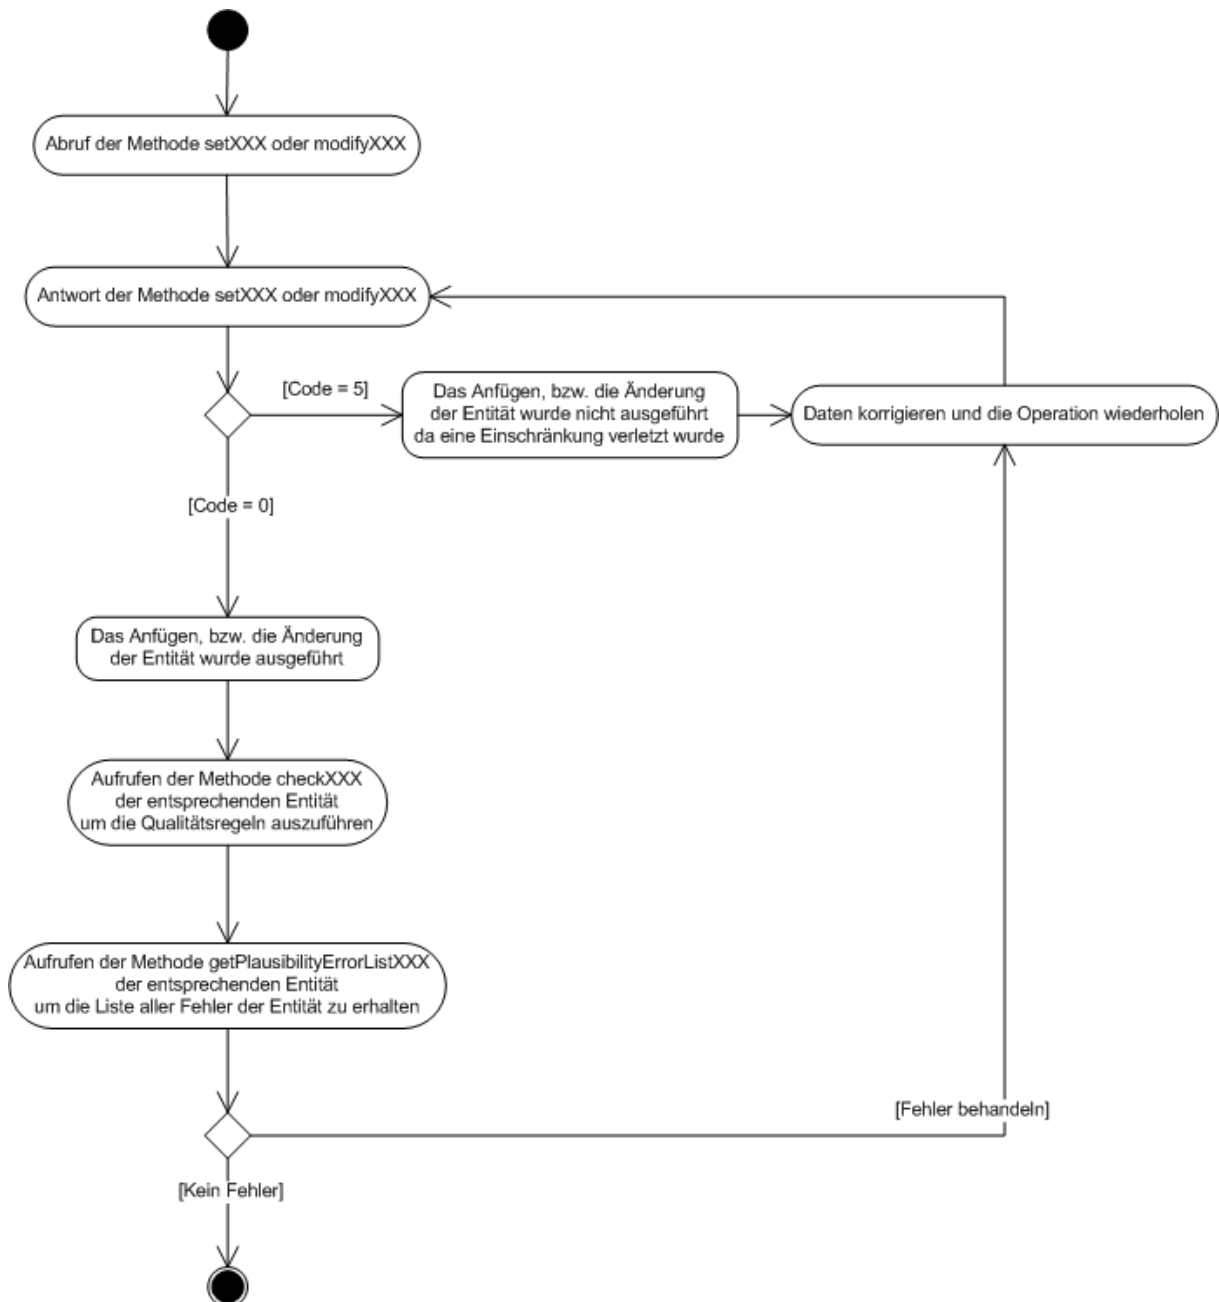 Abruf der Methode setXXX oder modifyXXX
Antwort der Methode setXXX oder modifyXXX
[Code = 5]
Das Anfügen, bzw. die Änderung
der Entität wurde nicht ausgeführt
da eine Einschränkung verletzt wurde
Daten korrigieren und die Operation wiederholen
[Code = 0]
Das Anfügen, bzw. die Änderung
der Entität wurde ausgeführt
Aufrufen der Methode checkXXX
der entsprechenden Entität
um die Qualitätsregeln auszuführen
Aufrufen der Methode getPlausibilityErrorListXXX
der entsprechenden Entität
um die Liste aller Fehler der Entität zu erhalten
[Fehler behandeln]
[Kein Fehler]